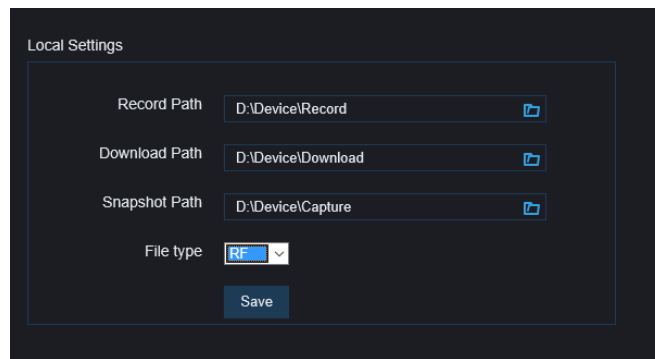 Local Settings
Record Path D:\Device\Record
Download Path D:\Device\Download
Snapshot Path D:\Device\Capture
File type RF
Save